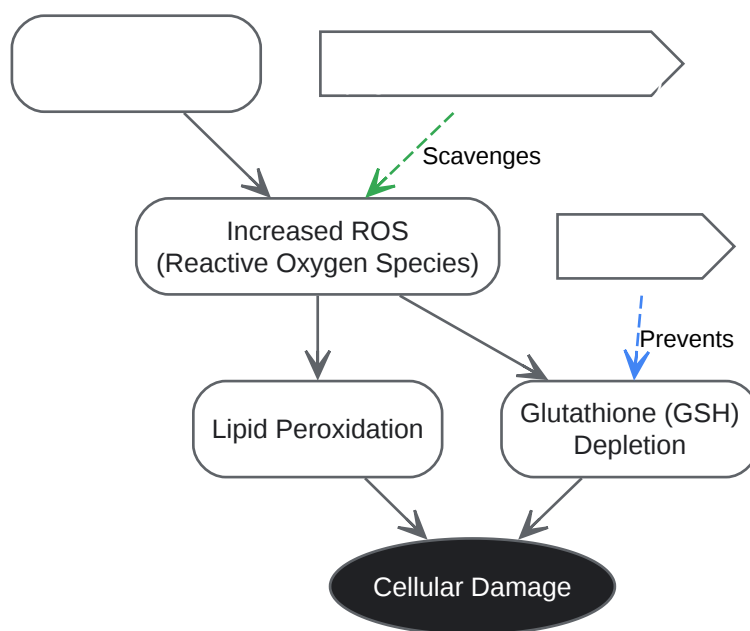 Scavenges
Increased ROS
(Reactive Oxygen Species)
Prevents
Lipid Peroxidation
Glutathione (GSH)
Depletion
Cellular Damage